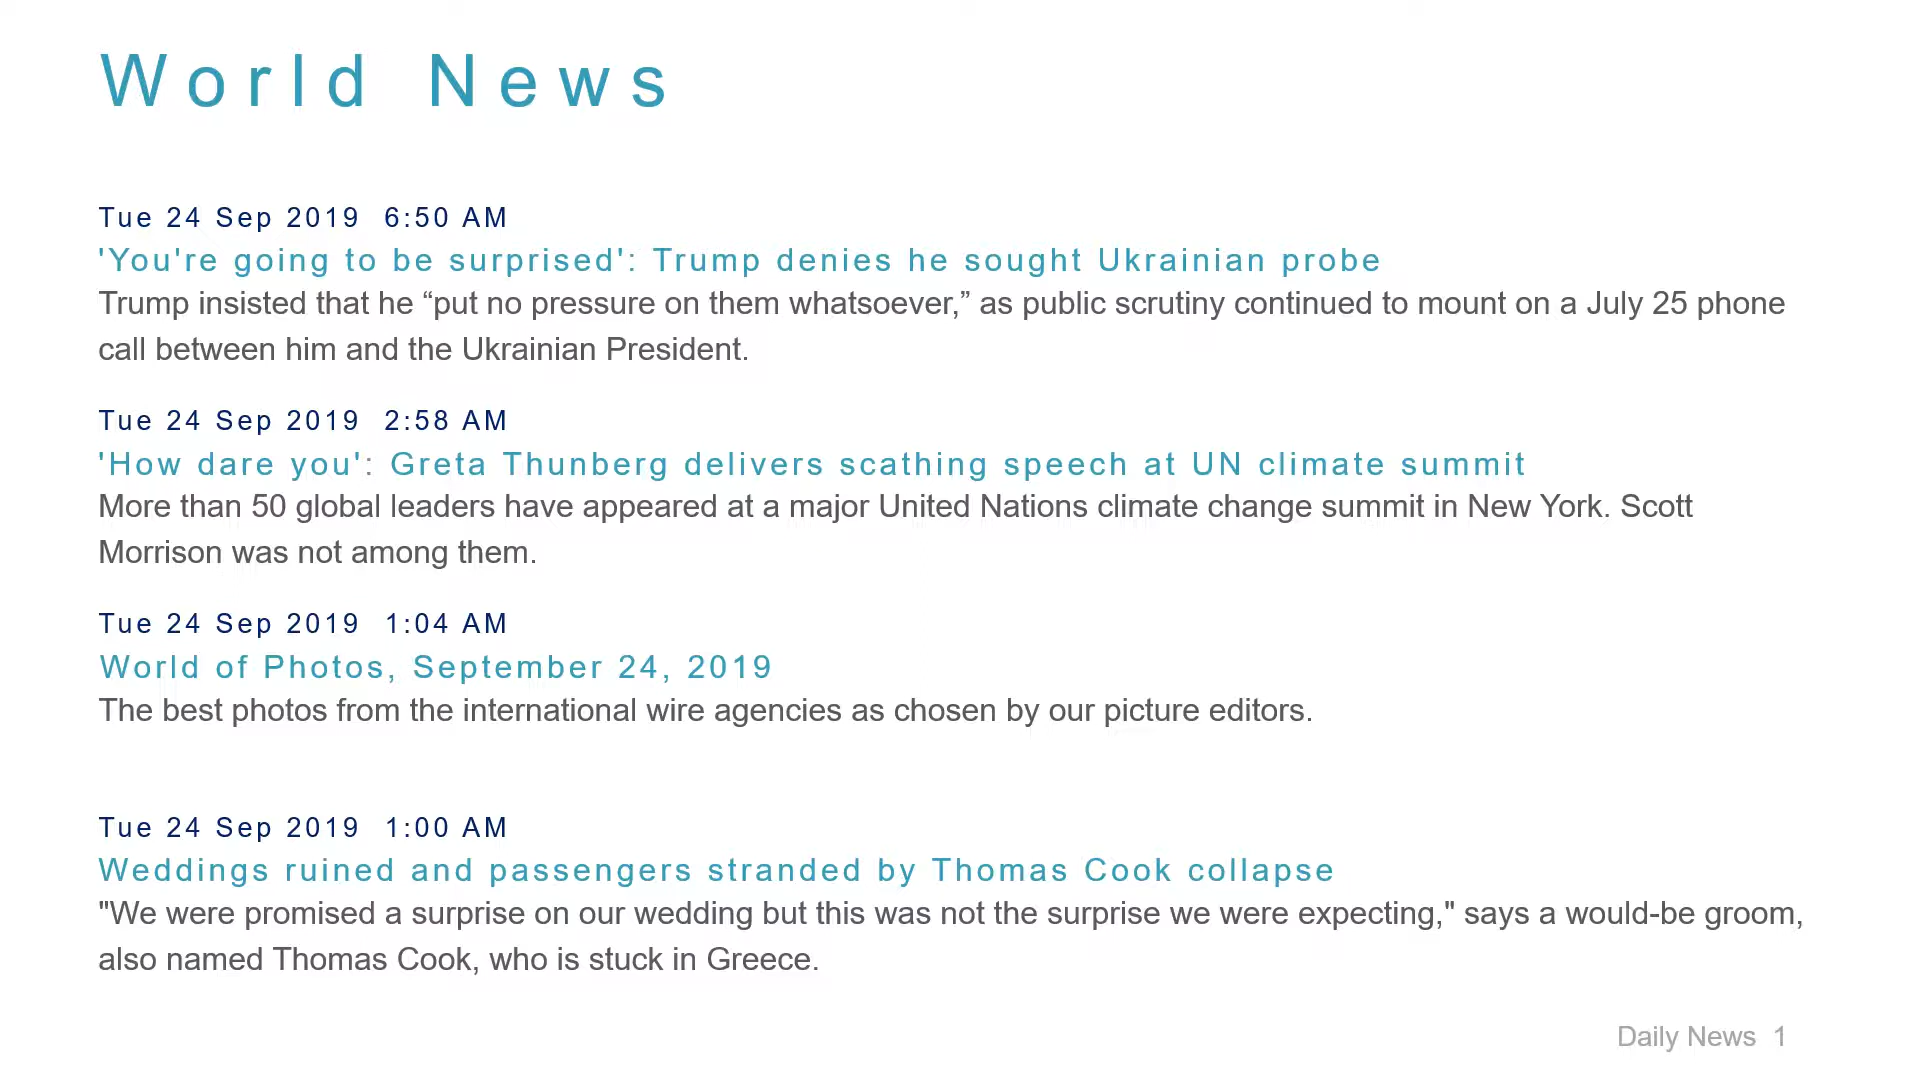 World News
Tue 24 Sep 2019  6:50 AM
'You're going to be surprised': Trump denies he sought Ukrainian probe
Trump insisted that he “put no pressure on them whatsoever,” as public scrutiny continued to mount on a July 25 phone
call between him and the Ukrainian President.
Tue 24 Sep 2019  2:58 AM
'How dare you': Greta Thunberg delivers scathing speech at UN climate summit
More than 50 global leaders have appeared at a major United Nations climate change summit in New York. Scott
Morrison was not among them.
Tue 24 Sep 2019  1:04 AM
World of Photos, September 24, 2019
The best photos from the international wire agencies as chosen by our picture editors.
Tue 24 Sep 2019  1:00 AM
Weddings ruined and passengers stranded by Thomas Cook collapse
"We were promised a surprise on our wedding but this was not the surprise we were expecting," says a would-be groom,
also named Thomas Cook, who is stuck in Greece.
Daily News  1